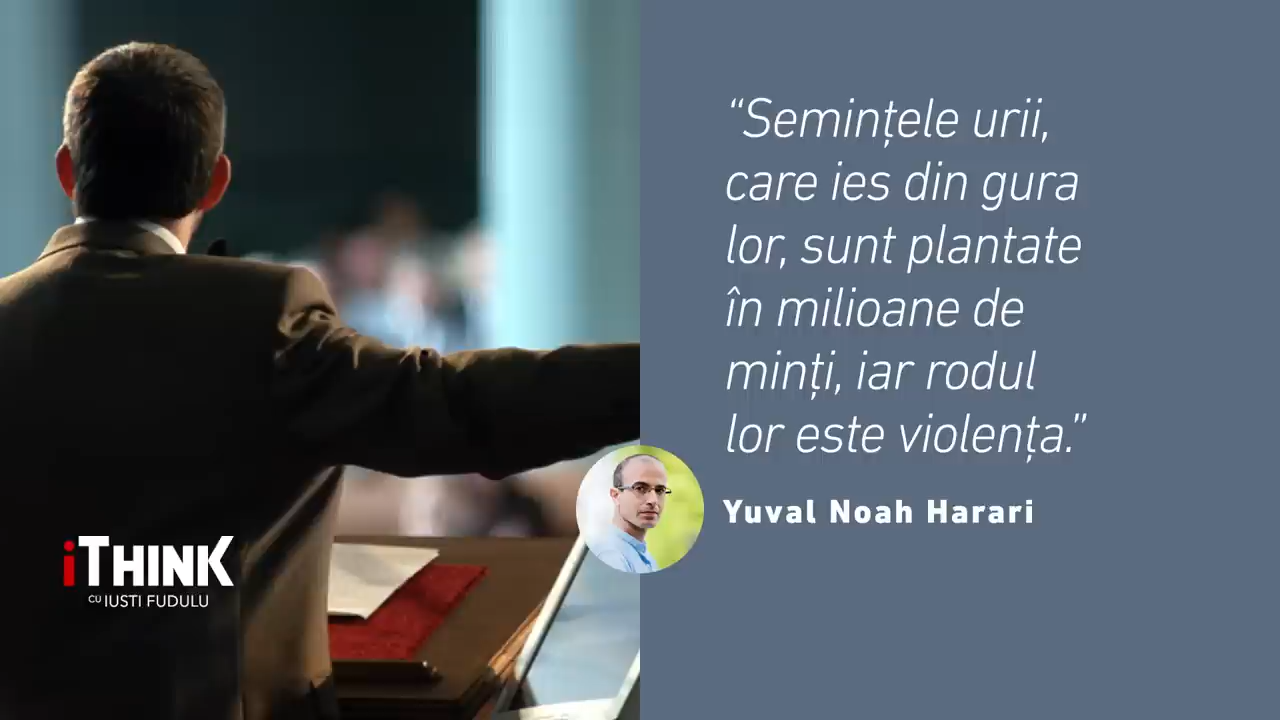 “Semințele urii,
care ies din gura
lor, sunt plantate
în milioane de
minți, iar rodul
lor este violența.”
Yuval Noah Harari
iTHINK
CU IUSTI FUDULU